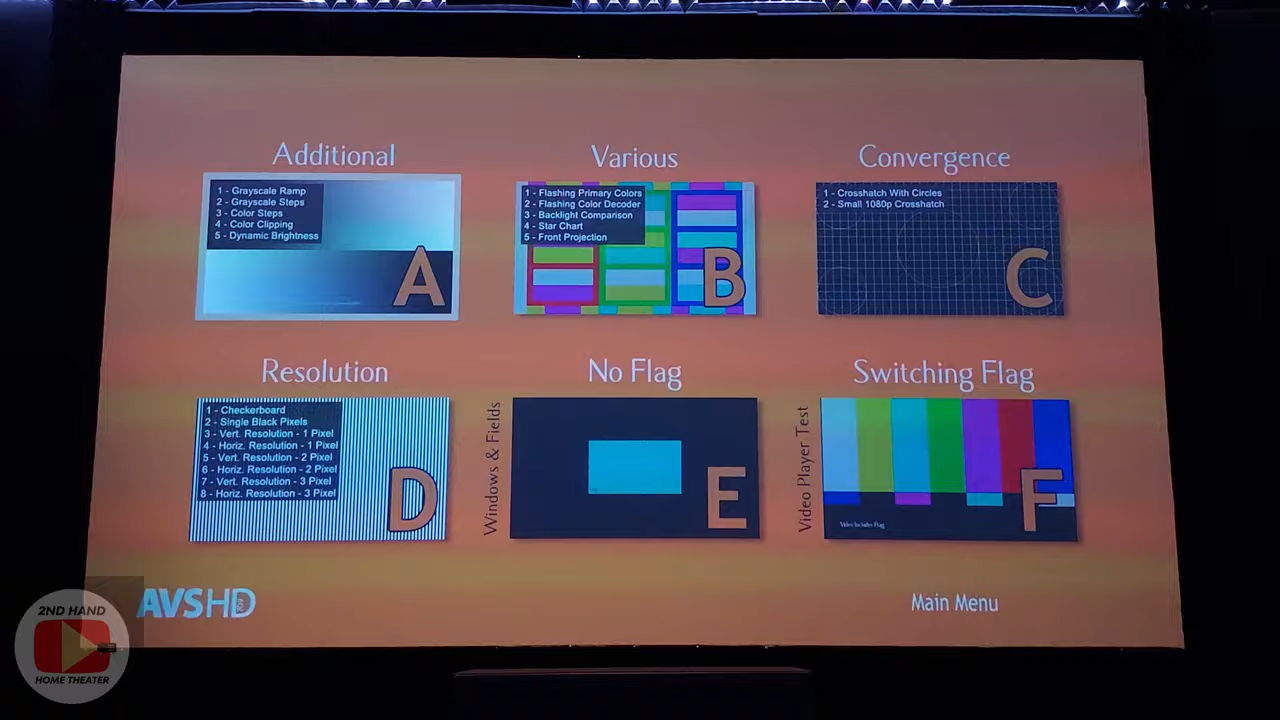 Additional
1 - Grayscale Ramp
2 - Grayscale Steps
3 - Color Steps
4 - Color Clipping
5 - Dynamic Brightness
A
Various
1 - Flashing Primary Colors
2 - Flashing Color Decoder
3 - Backlight Comparison
4 - Star Chart
5 - Front Projection
B
Convergence
1 - Crosshatch With Circles
2 - Small 1080p Crosshatch
C
Resolution
1 - Checkerboard
2 - Single Black Pixels
3 - Vert. Resolution - 1 Pixel
4 - Horiz. Resolution - 1 Pixel
5 - Vert. Resolution - 2 Pixel
6 - Horiz. Resolution - 2 Pixel
7 - Vert. Resolution - 3 Pixel
8 - Horiz. Resolution - 3 Pixel
D
No Flag
Windows & Fields
E
Switching Flag
Video Player Test
Video Includes Flag
F
AVSHD
709
Main Menu
2ND HAND
HOME THEATER